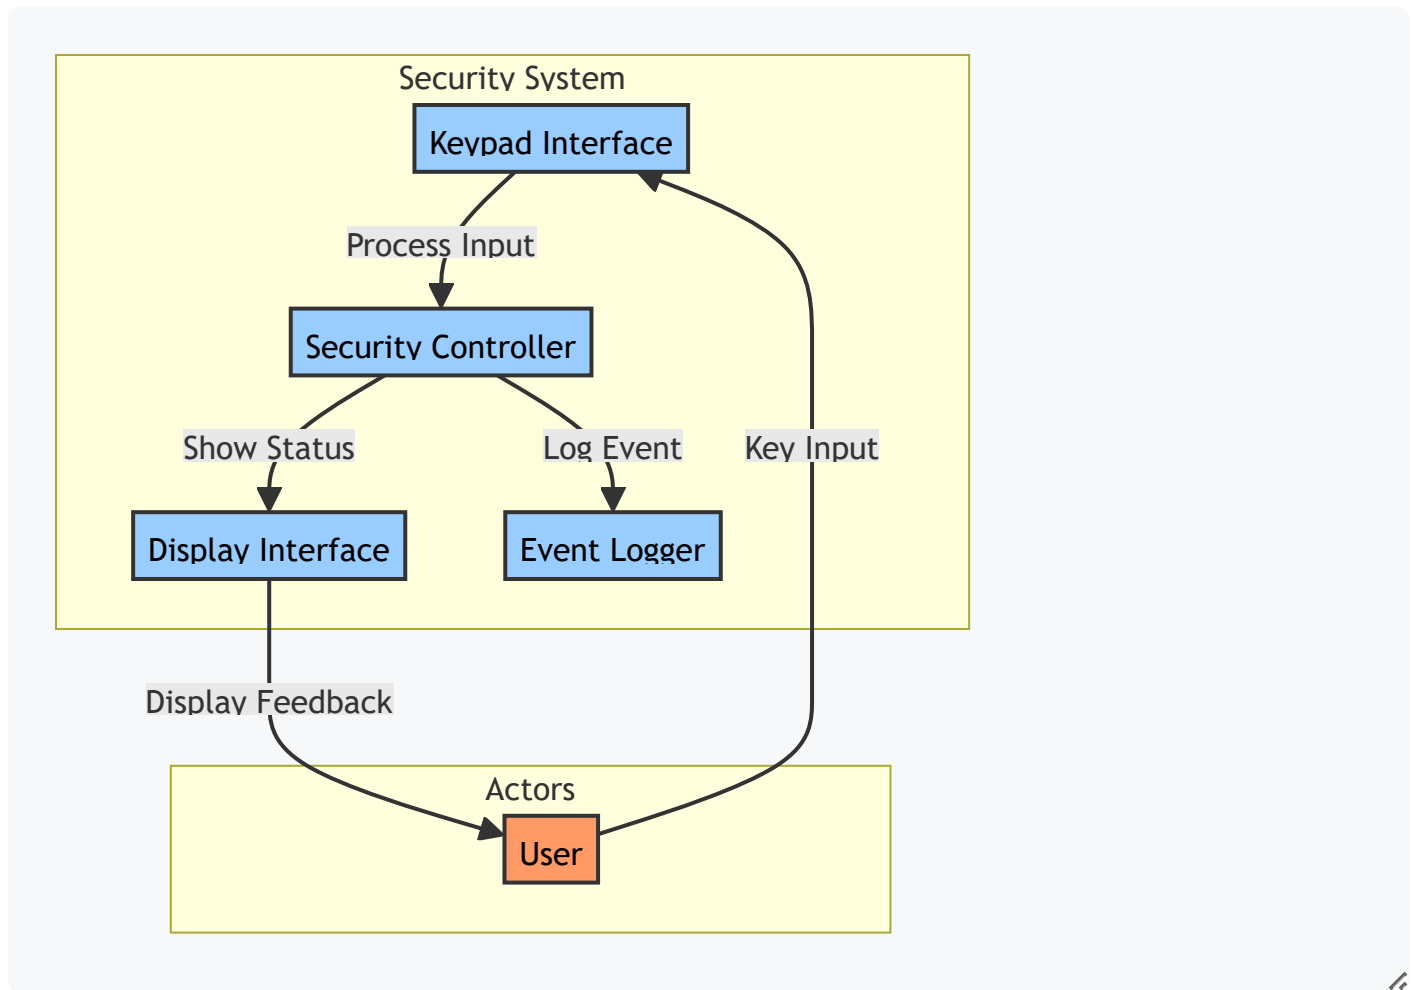 Security System
Keypad Interface
Process Input
Security Controller
Show Status
Log Event
Key Input
Display Interface
Event Logger
Display Feedback
Actors
User